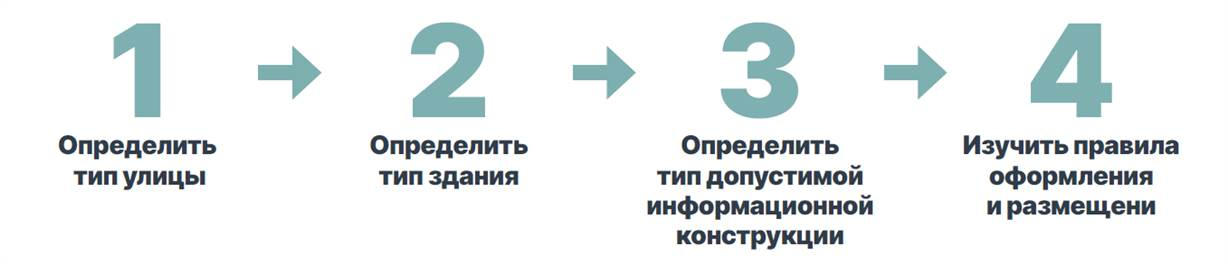 1
Определить
тип улицы
2
Определить
тип здания
3
Определить
тип допустимой
информационной
конструкции
4
Изучить правила
оформления
и размещени